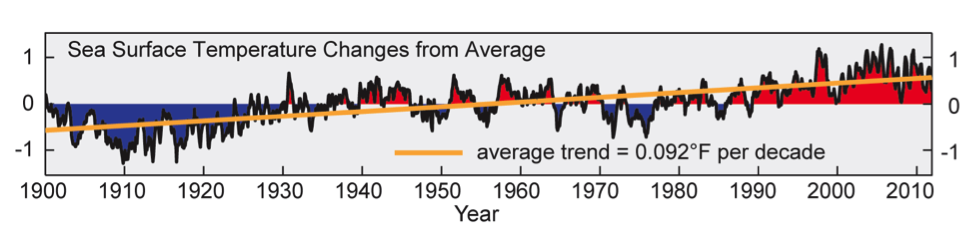 Sea Surface Temperature Changes from Average
1 1
0 0
-1 -1
average trend = 0.092°F per decade
1900 1910 1920 1930 1940 1950 1960 1970 1980 1990 2000 2010
Year